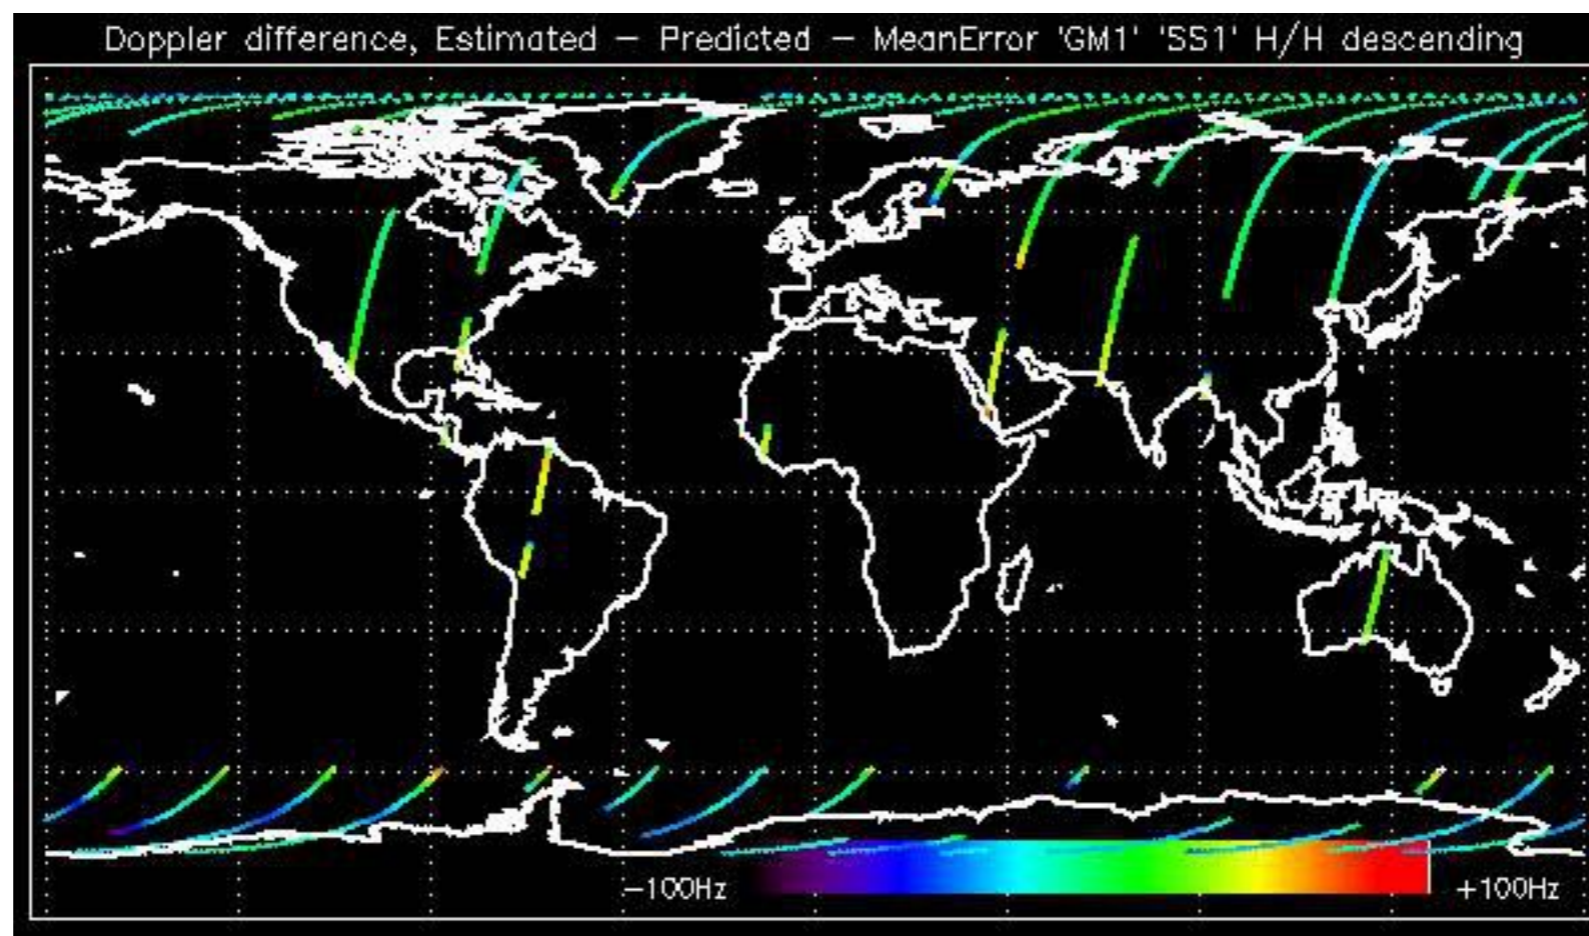 Doppler difference, Estimated - Predicted - MeanError 'GM1' 'SS1' H/H descending
-100Hz +100Hz